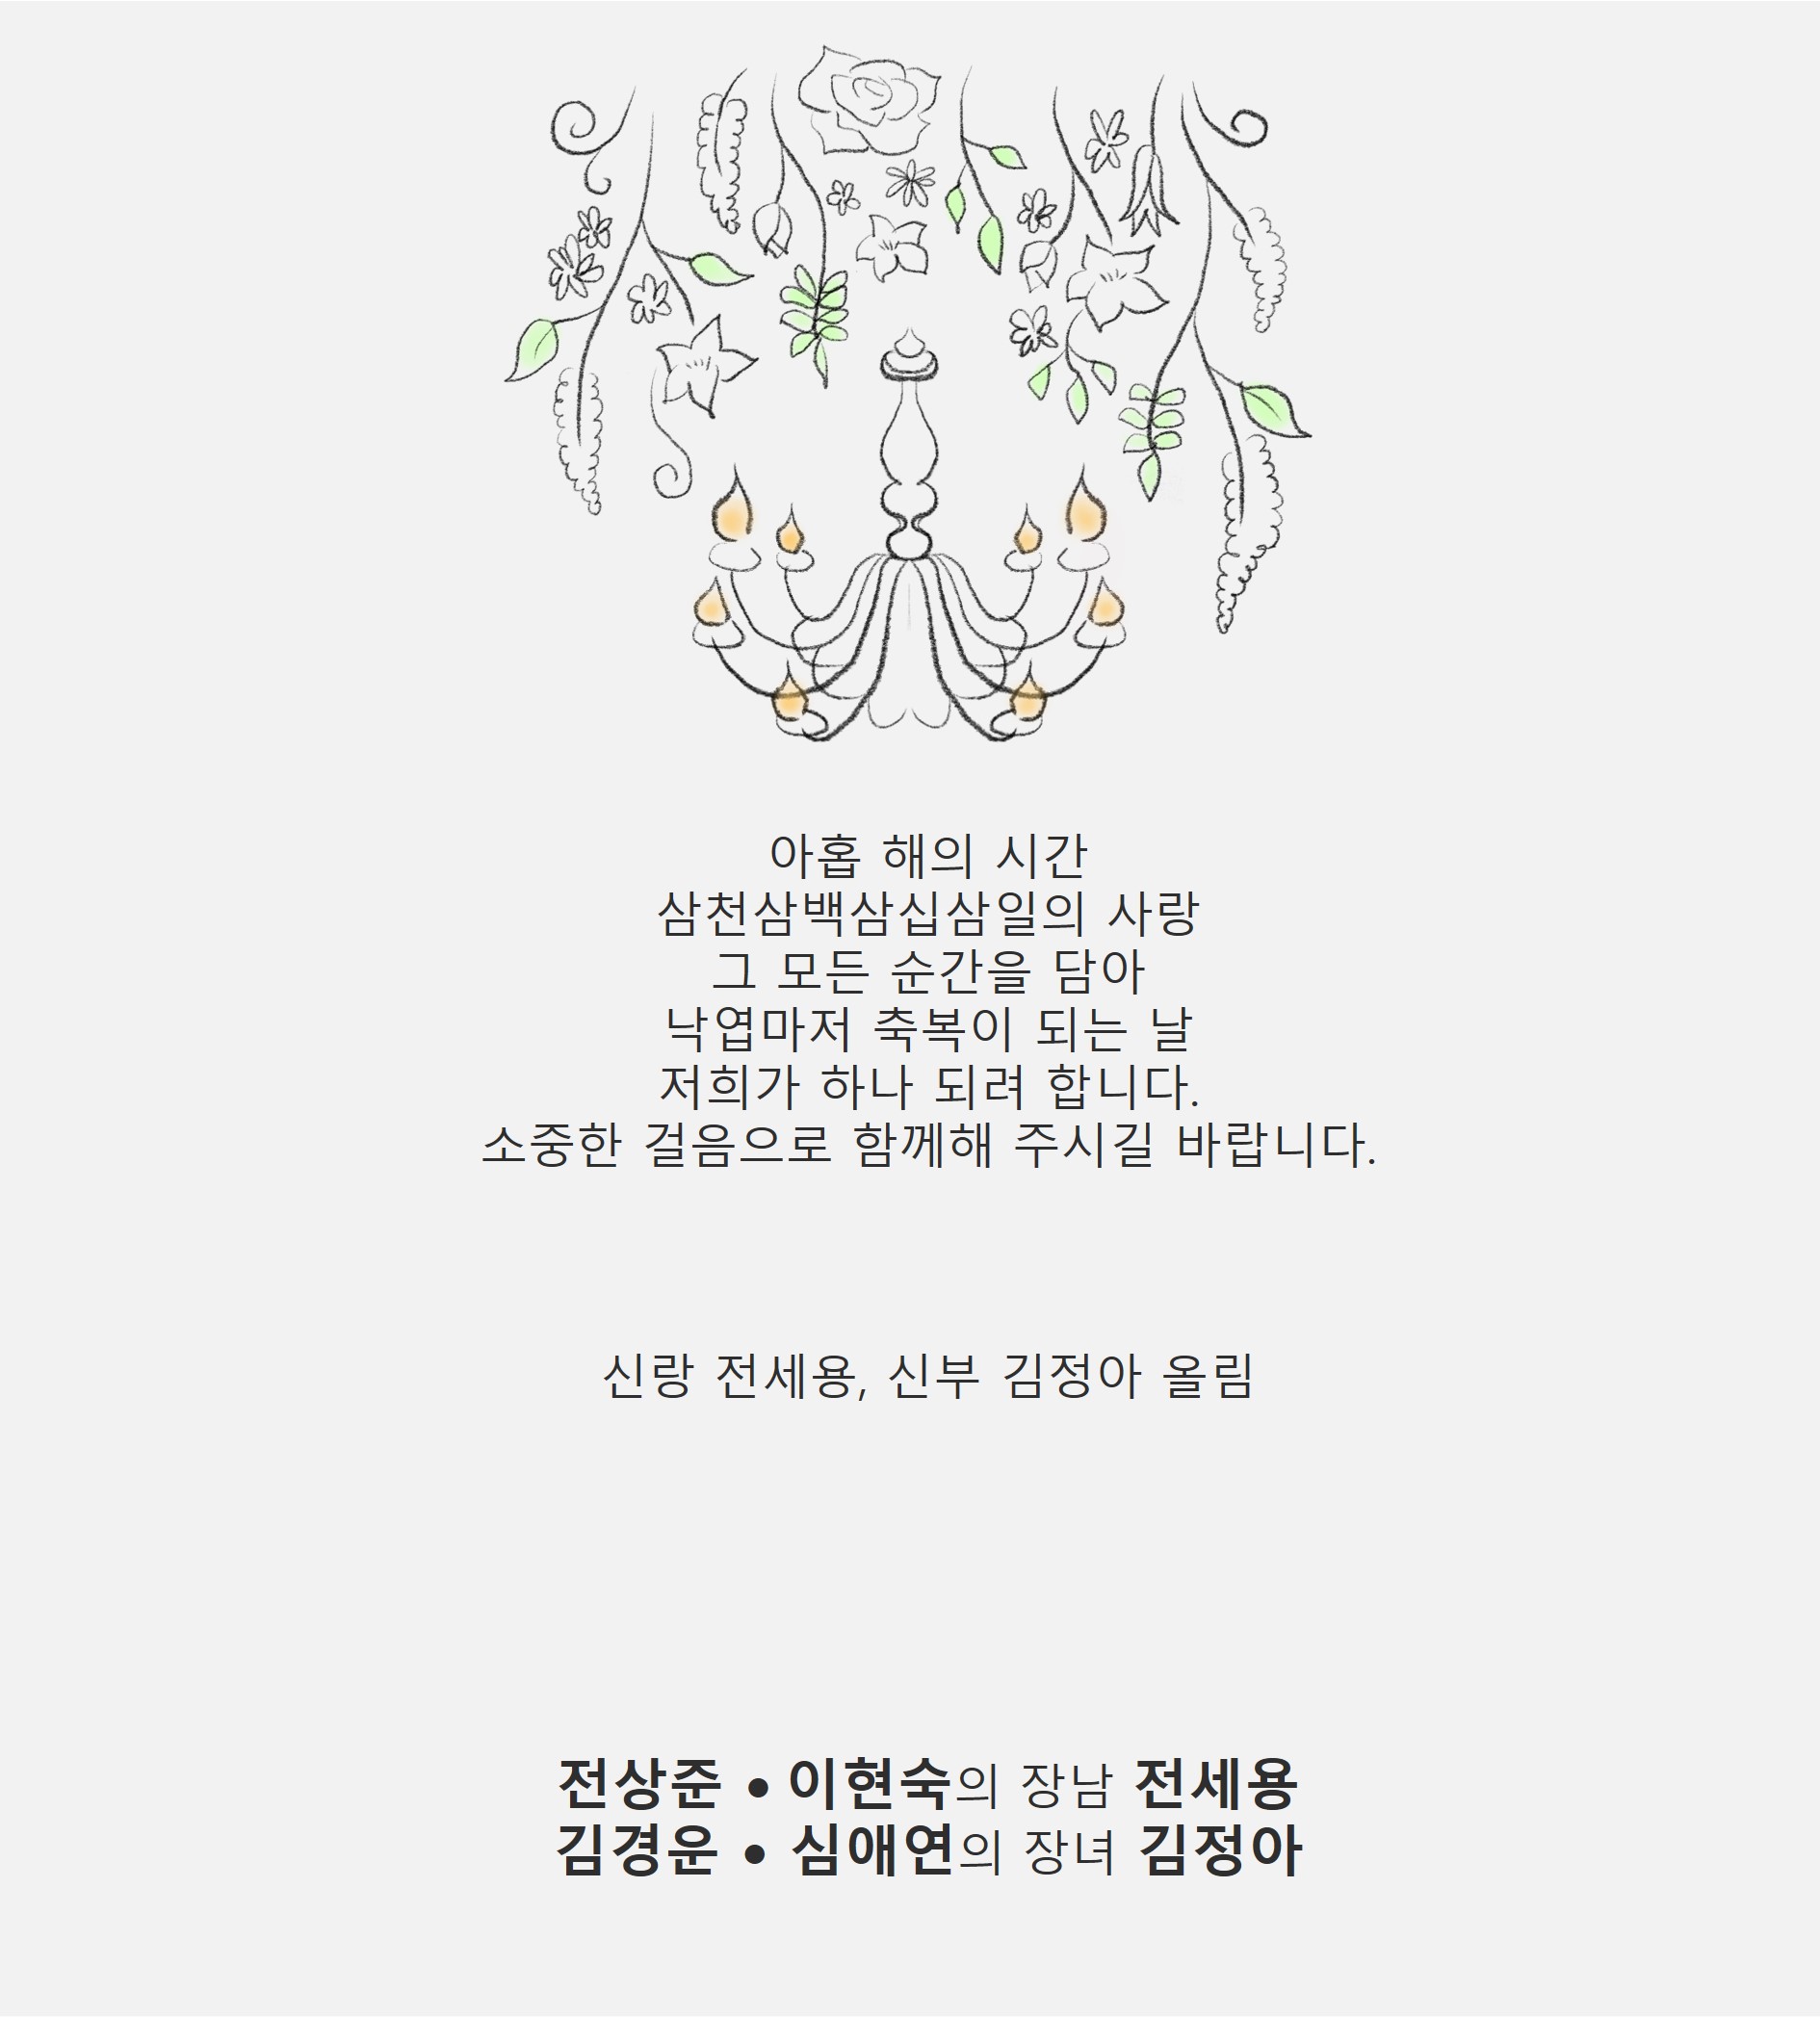 아홉 해의 시간
삼천삼백삼십삼일의 사랑
그 모든 순간을 담아
낙엽마저 축복이 되는 날
저희가 하나 되려 합니다.
소중한 걸음으로 함께해 주시길 바랍니다.
신랑 전세용, 신부 김정아 올림
전상준 • 이현숙의 장남 전세용
김경운 • 심애연의 장녀 김정아